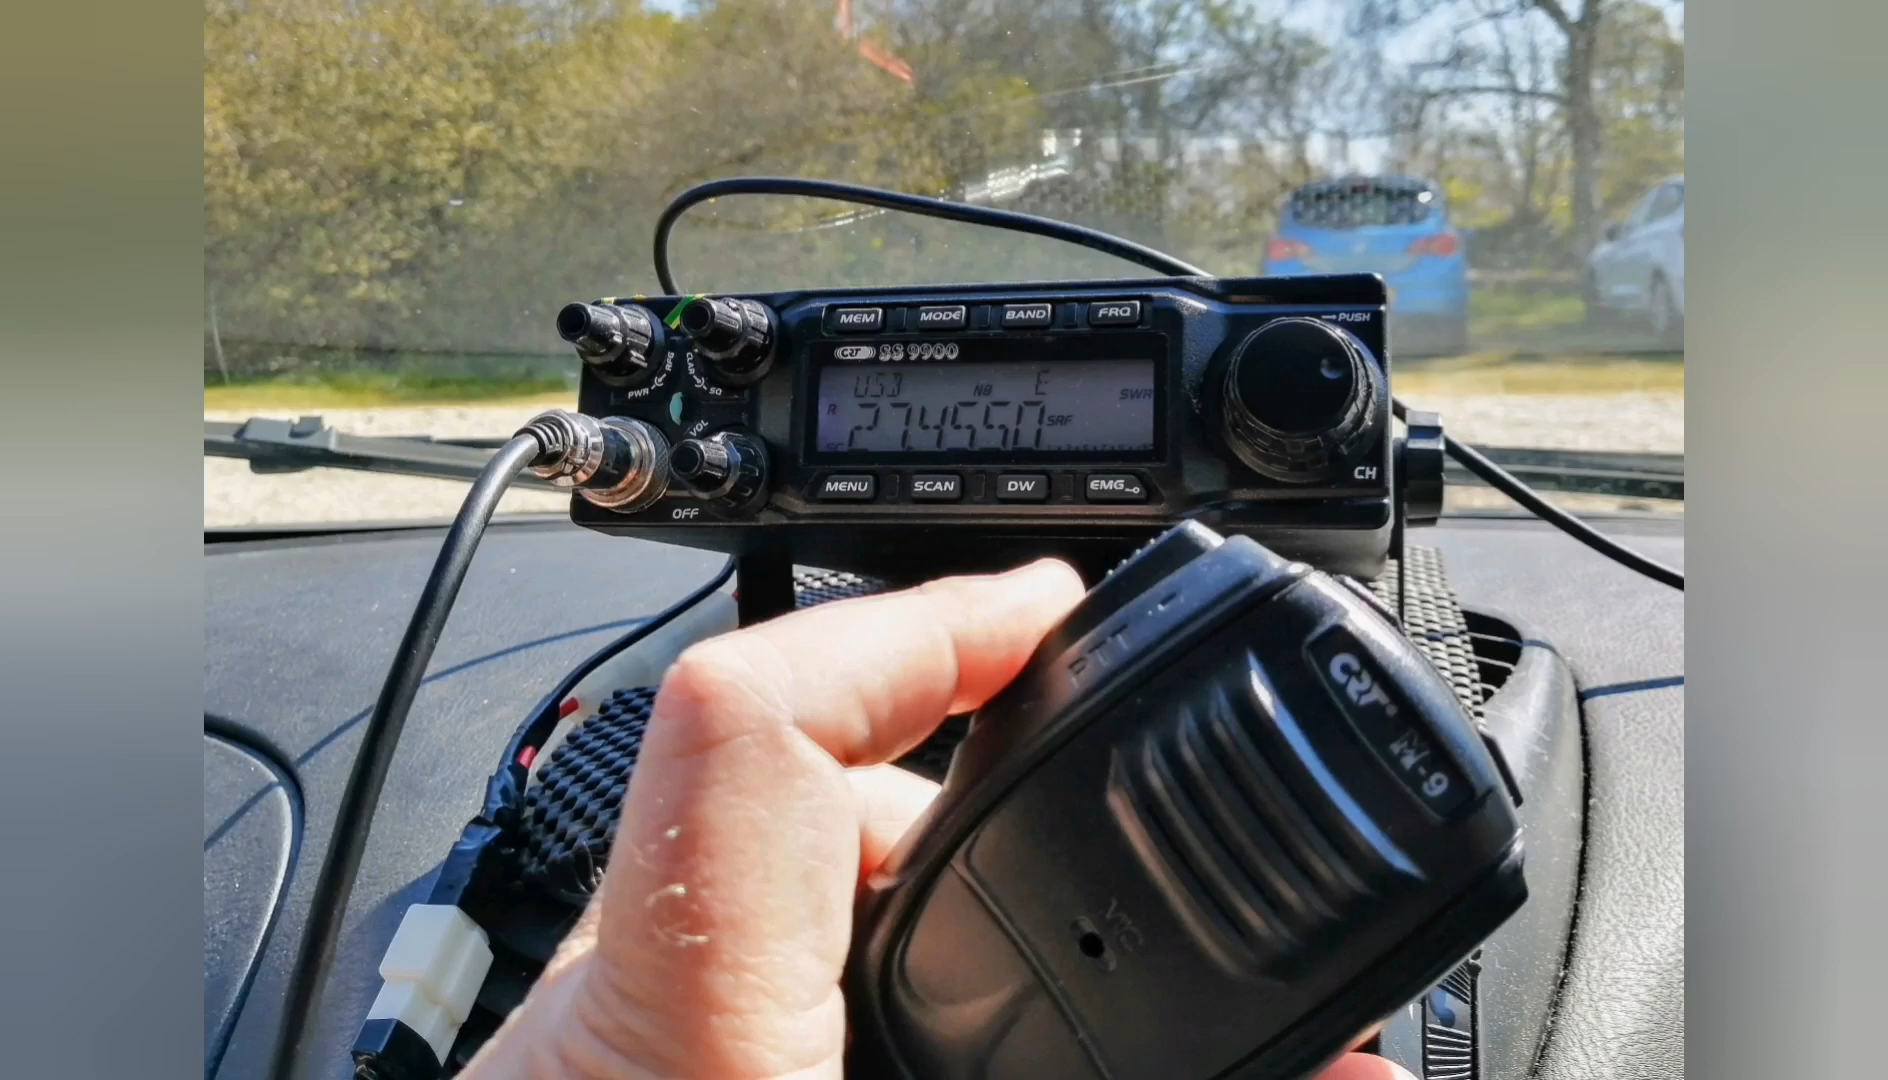 MEM MODE BAND FRQ
PUSH
CRT SS 9900
RFG CLAR
PWR SQ
USB NB E
SWR
R 27.4550 SRF
VOL
CH
MENU SCAN DW EMG
OFF
PTT
CRT
M-9
MIC